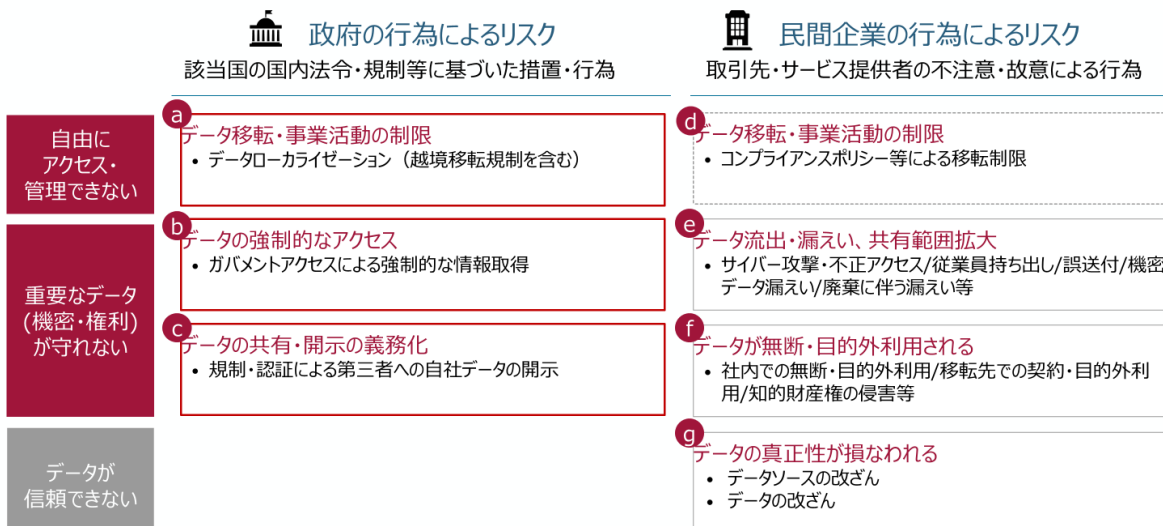 政府の行為によるリスク
該当国の国内法令・規制等に基づいた措置・行為
民間企業の行為によるリスク
取引先・サービス提供者の不注意・故意による行為
自由に
アクセス・
管理できない
a
データ移転・事業活動の制限
• データローカライゼーション（越境移転規制を含む）
d
データ移転・事業活動の制限
• コンプライアンスポリシー等による移転制限
重要なデータ
(機密・権利)
が守れない
b
データの強制的なアクセス
• ガバメントアクセスによる強制的な情報取得
e
データ流出・漏えい、共有範囲拡大
• サイバー攻撃・不正アクセス/従業員持ち出し/誤送付/機密
データ漏えい/廃棄に伴う漏えい等
c
データの共有・開示の義務化
• 規制・認証による第三者への自社データの開示
f
データが無断・目的外利用される
• 社内での無断・目的外利用/移転先での契約・目的外利
用/知的財産権の侵害等
データが
信頼できない
g
データの真正性が損なわれる
• データソースの改ざん
• データの改ざん